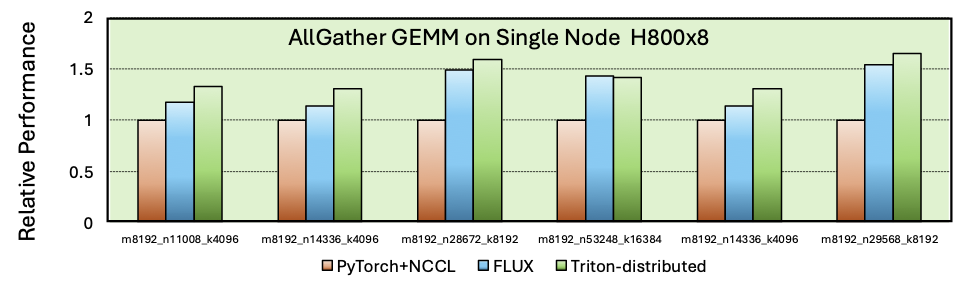 AllGather GEMM on Single Node H800x8
Relative Performance
2
1.5
1
0.5
0
m8192_n11008_k4096 m8192_n14336_k4096 m8192_n28672_k8192 m8192_n53248_k16384 m8192_n14336_k4096 m8192_n29568_k8192
PyTorch+NCCL FLUX Triton-distributed